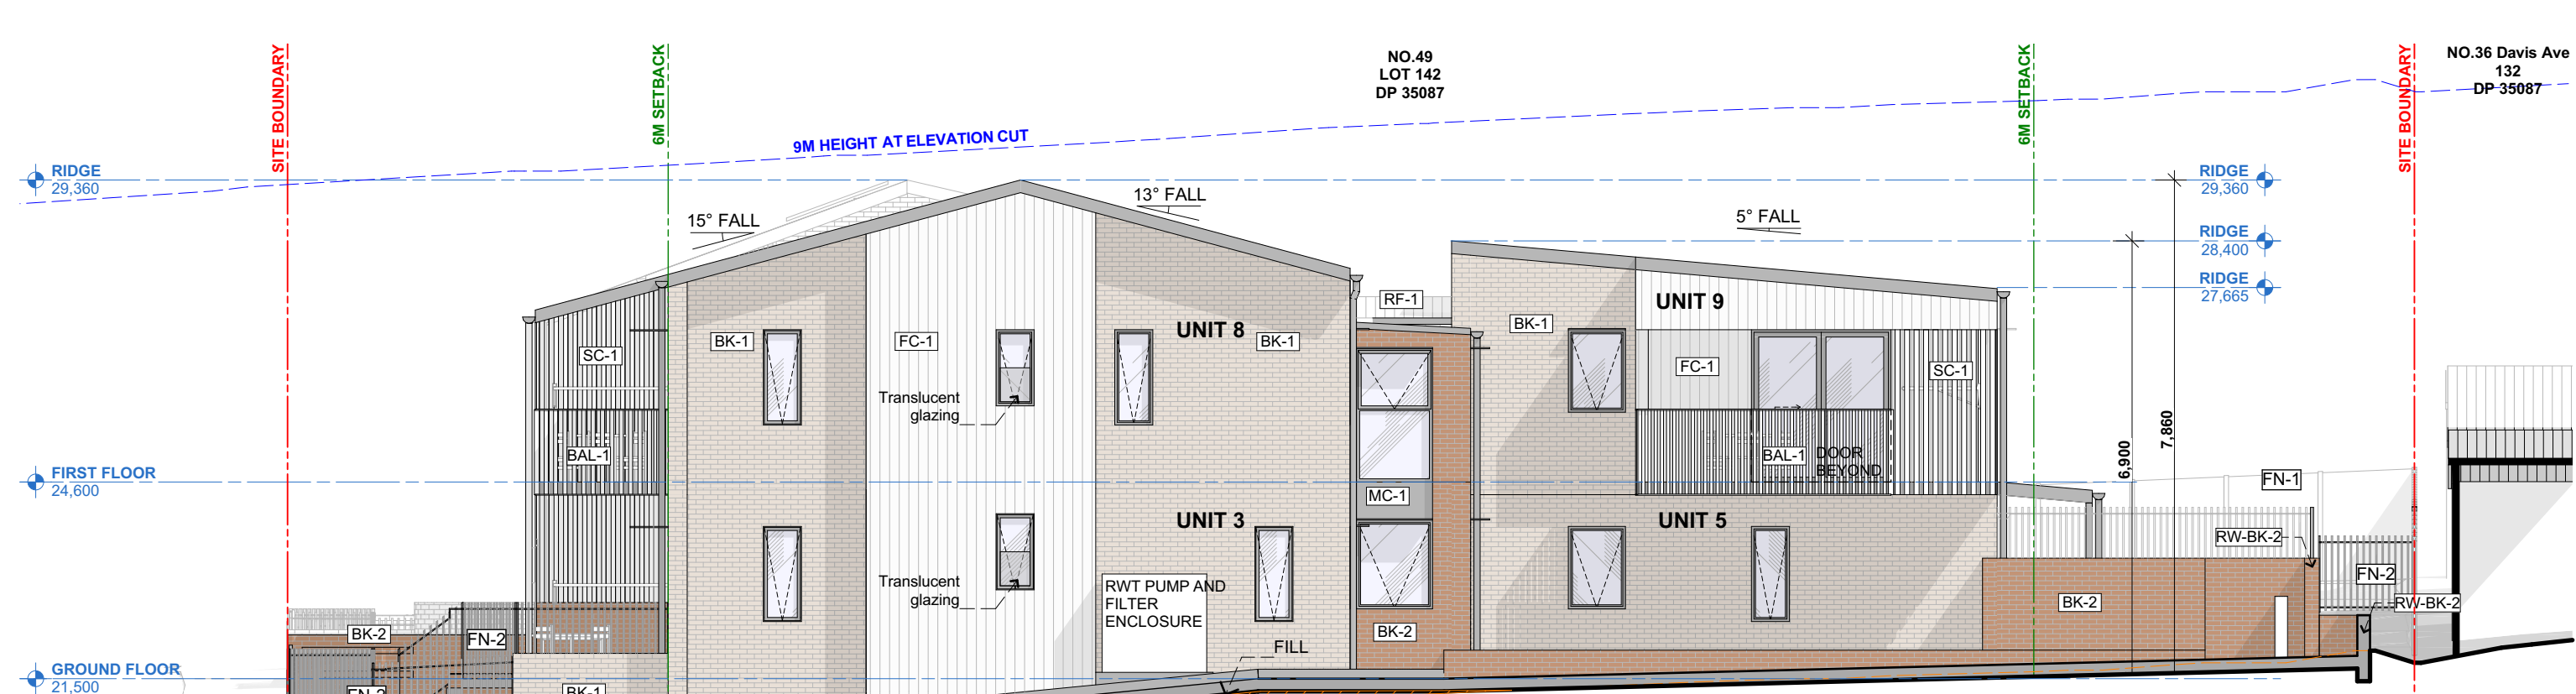 SITE BOUNDARY
6M SETBACK
NO.49
LOT 142
DP 35087
6M SETBACK
SITE BOUNDARY
NO.36 Davis Ave
132
DP 35087
9M HEIGHT AT ELEVATION CUT
RIDGE
29,360
RIDGE
29,360
15° FALL
13° FALL
5° FALL
RIDGE
28,400
RIDGE
27,665
RF-1
UNIT 9
UNIT 8
BK-1
SC-1
BK-1
FC-1
BK-1
FC-1
SC-1
Translucent
glazing
BAL-1
BAL-1
DOOR
BEYOND
6,900
7,860
FIRST FLOOR
24,600
MC-1
FN-1
UNIT 3
UNIT 5
RW-BK-2
Translucent
glazing
RWT PUMP AND
FILTER
ENCLOSURE
FN-2
BK-2
RW-BK-2
BK-2
FN-2
BK-2
FILL
GROUND FLOOR
21,500
FN-2
BK-1